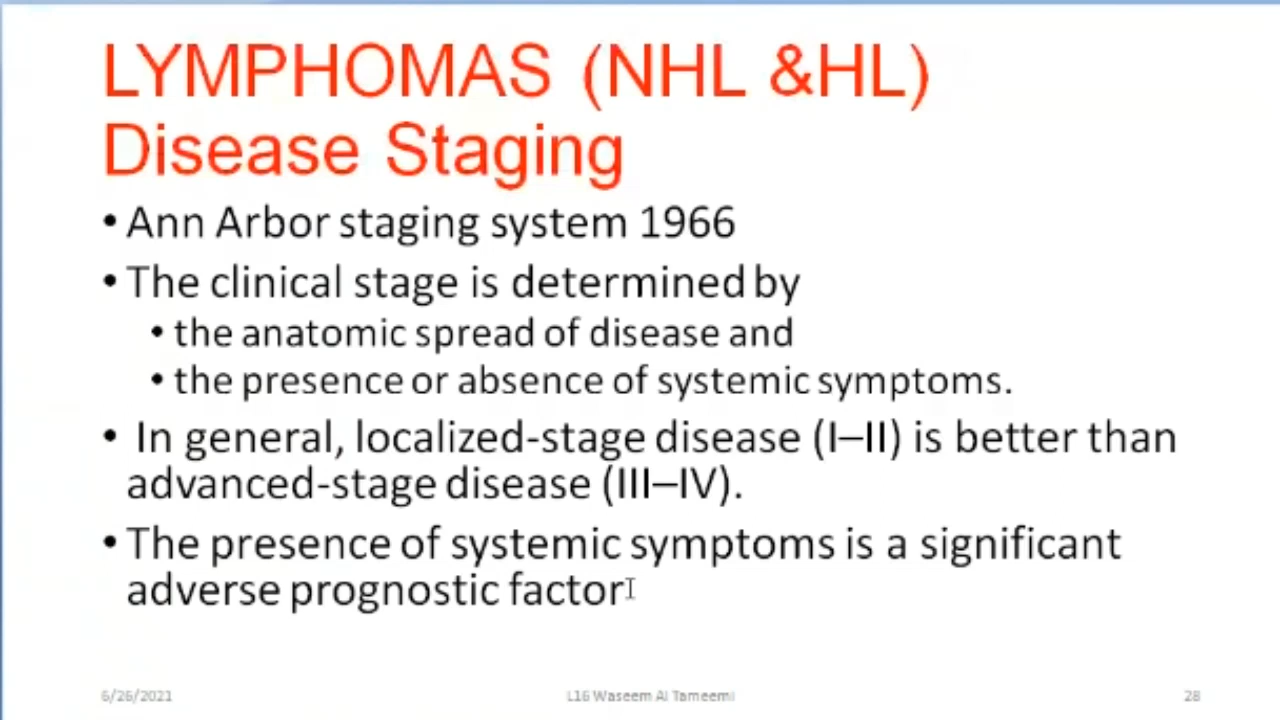 LYMPHOMAS (NHL &HL)
Disease Staging
• Ann Arbor staging system 1966
• The clinical stage is determined by
• the anatomic spread of disease and
• the presence or absence of systemic symptoms.
• In general, localized-stage disease (I–II) is better than
advanced-stage disease (III–IV).
• The presence of systemic symptoms is a significant
adverse prognostic factor
6/26/2021
L16 Waseem Al Tameemi
28